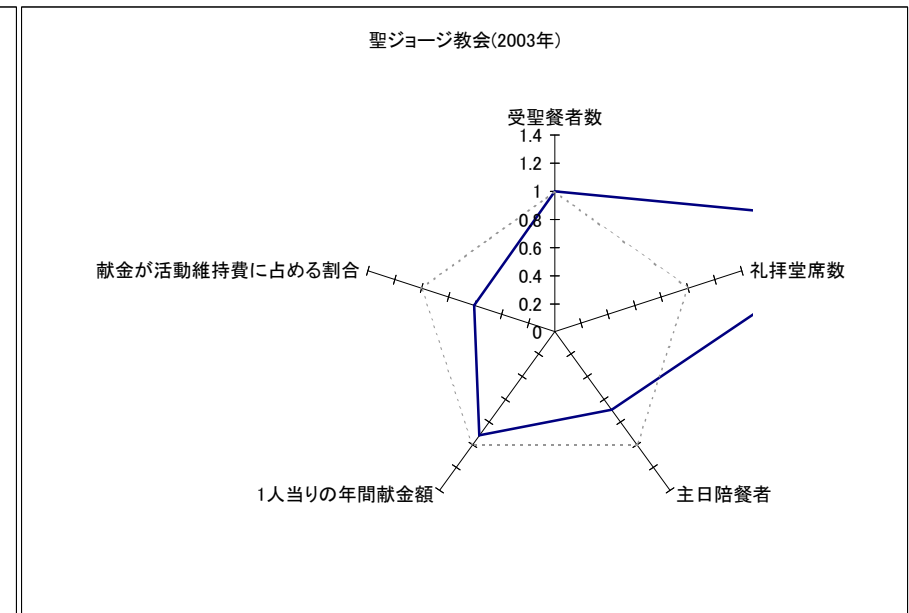 聖ジョージ教会(2003年)
受聖餐者数
1.4
1.2
1
0.8
0.6
0.4
0.2
0
献金が活動維持費に占める割合
礼拝堂席数
1人当りの年間献金額
主日陪餐者